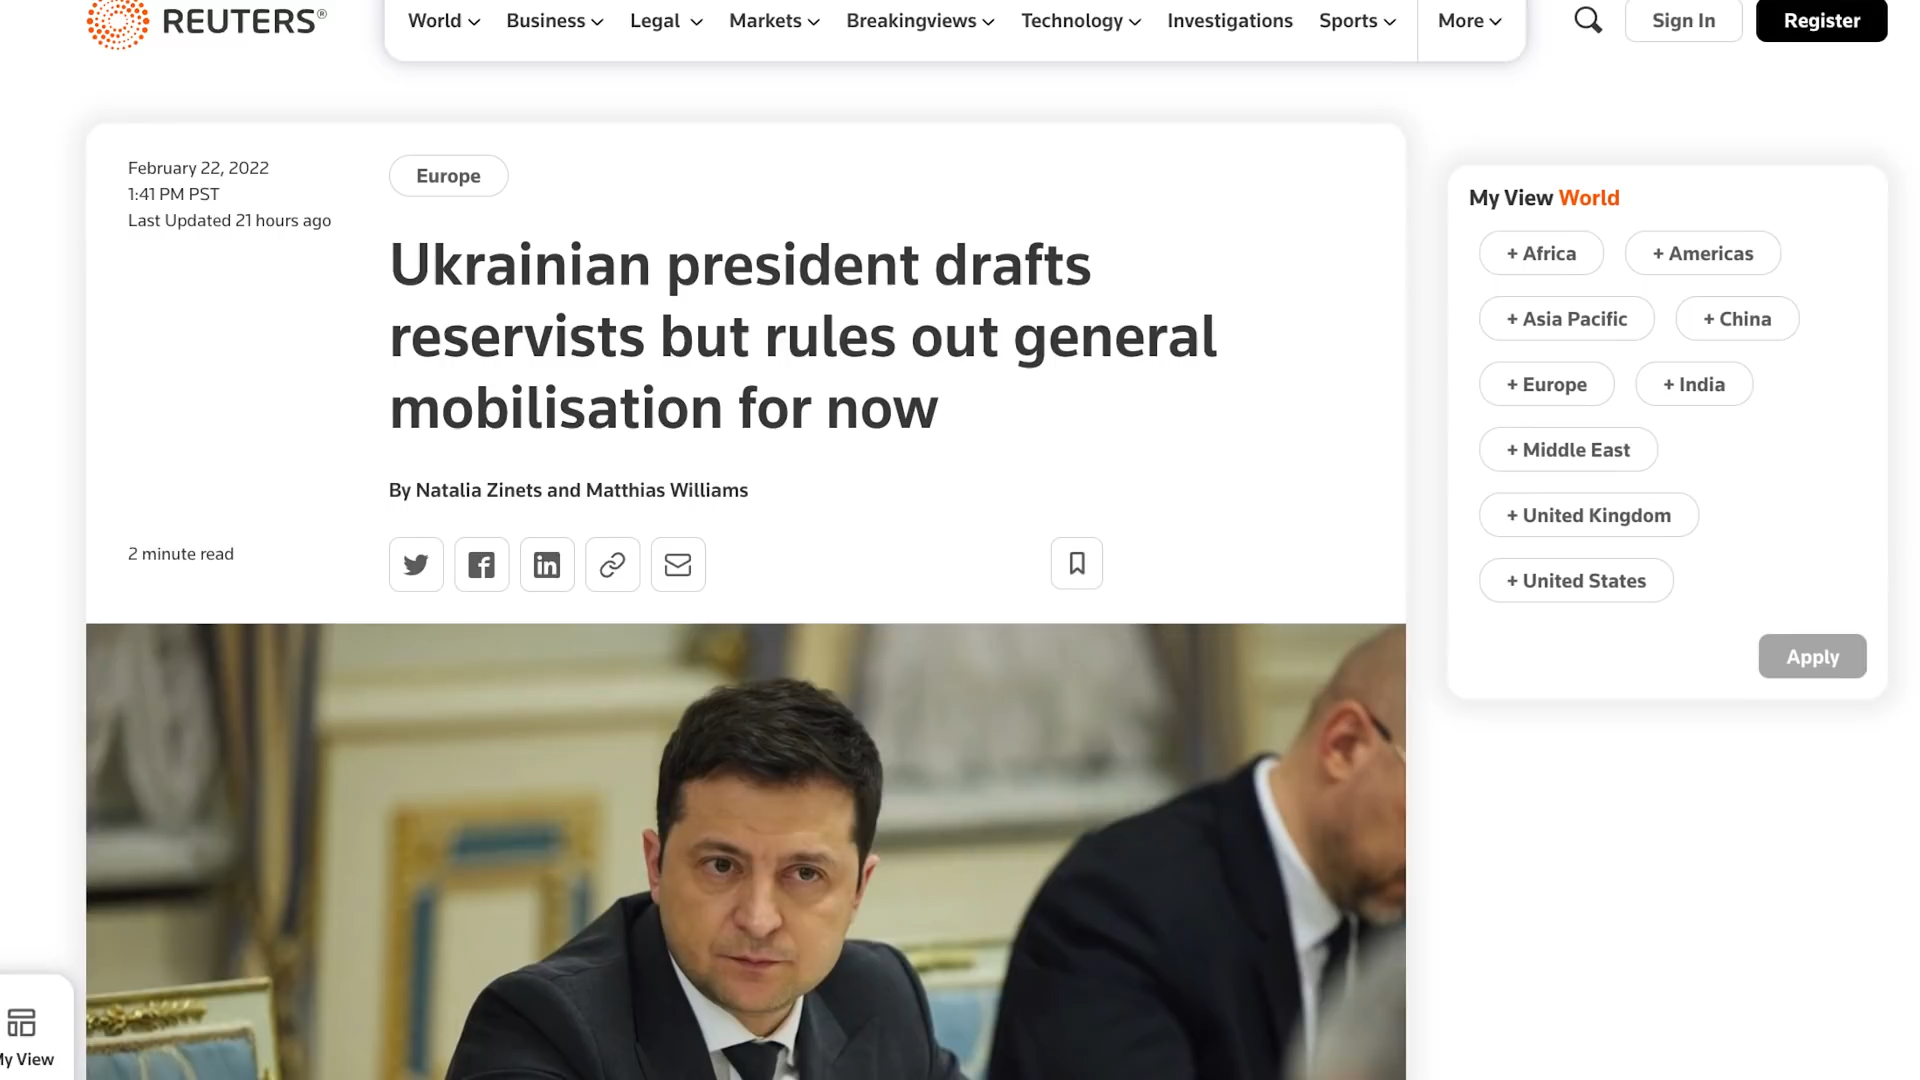 REUTERS®
World
Business
Legal
Markets
Breakingviews
Technology
Investigations
Sports
More
Sign In
Register
February 22, 2022
1:41 PM PST
Last Updated 21 hours ago
Europe
Ukrainian president drafts
reservists but rules out general
mobilisation for now
By Natalia Zinets and Matthias Williams
2 minute read
My View World
+ Africa
+ Americas
+ Asia Pacific
+ China
+ Europe
+ India
+ Middle East
+ United Kingdom
+ United States
Apply
My View